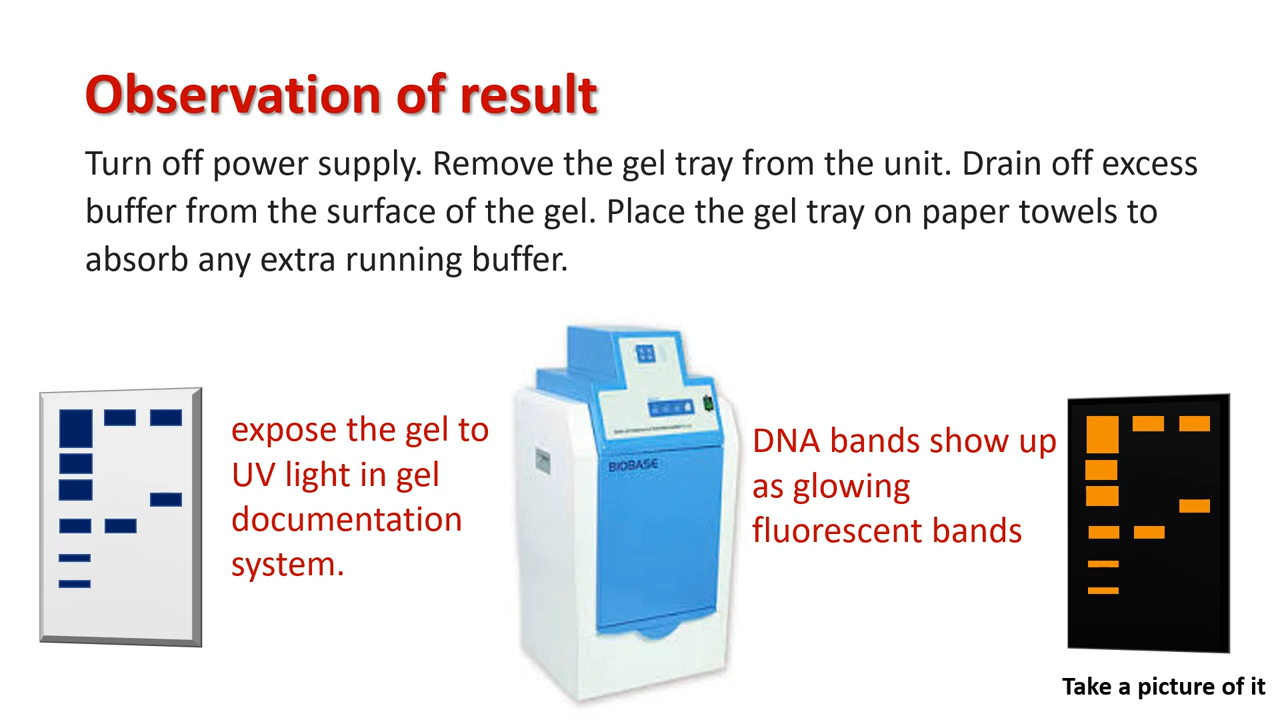 Observation of result
Turn off power supply. Remove the gel tray from the unit. Drain off excess
buffer from the surface of the gel. Place the gel tray on paper towels to
absorb any extra running buffer.
expose the gel to
UV light in gel
documentation
system.
BIOBASE
DNA bands show up
as glowing
fluorescent bands
Take a picture of it